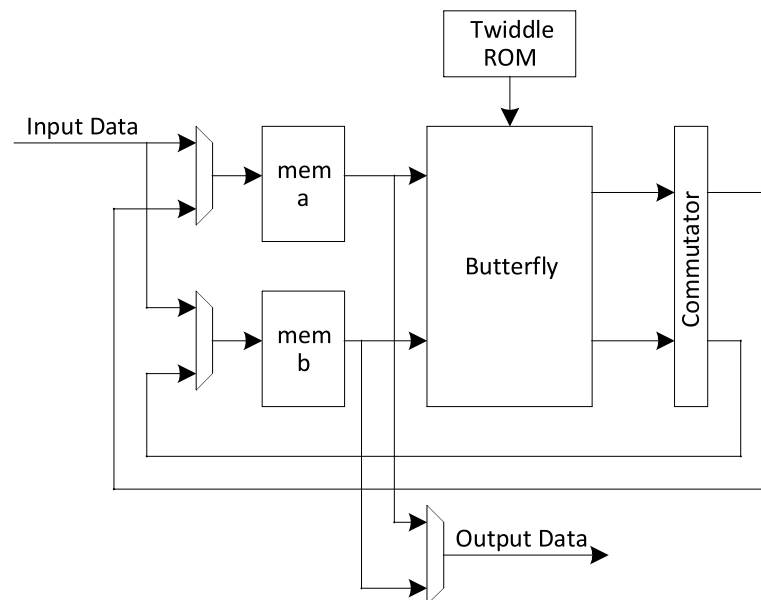 Twiddle
ROM
Input Data
mem
a
Butterfly
Commutator
mem
b
Output Data